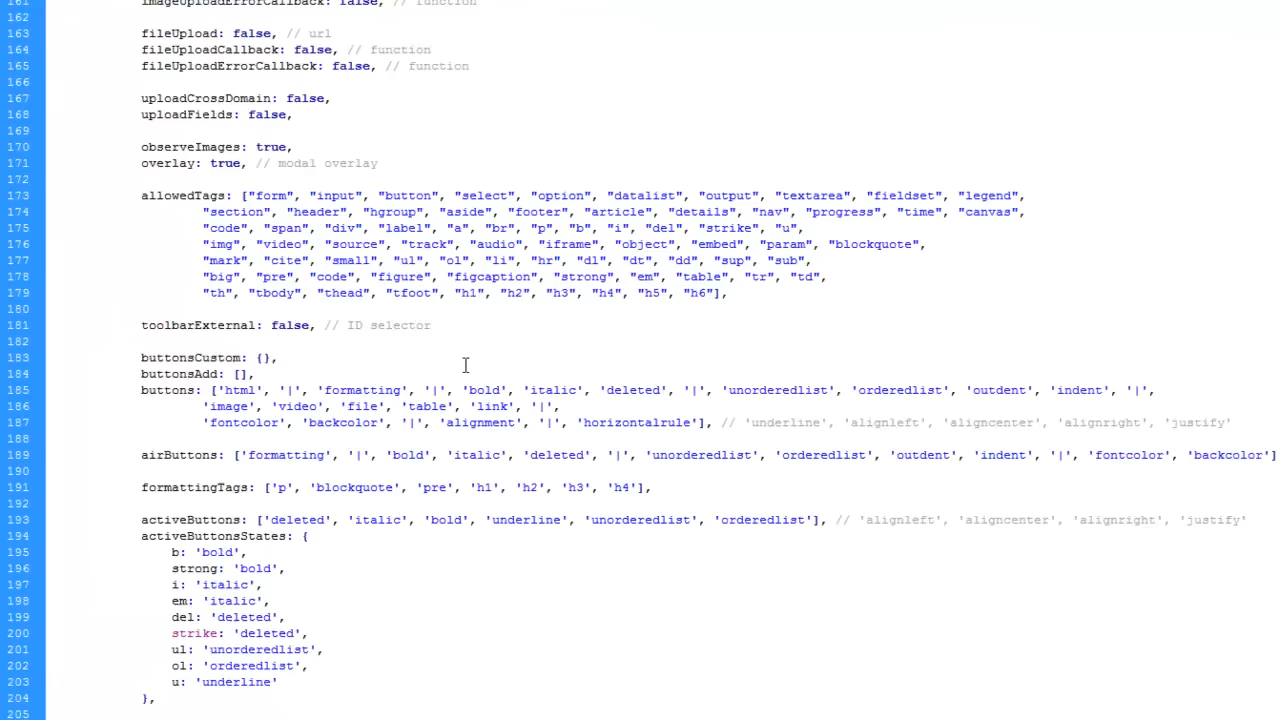 161 imageUploadErrorCallback: false, // function
162
163 fileUpload: false, // url
164 fileUploadCallback: false, // function
165 fileUploadErrorCallback: false, // function
166
167 uploadCrossDomain: false,
168 uploadFields: false,
169
170 observeImages: true,
171 overlay: true, // modal overlay
172
173 allowedTags: ["form", "input", "button", "select", "option", "datalist", "output", "textarea", "fieldset", "legend",
174 "section", "header", "hgroup", "aside", "footer", "article", "details", "nav", "progress", "time", "canvas",
175 "code", "span", "div", "label", "a", "br", "p", "b", "i", "del", "strike", "u",
176 "img", "video", "source", "track", "audio", "iframe", "object", "embed", "param", "blockquote",
177 "mark", "cite", "small", "ul", "ol", "li", "hr", "dl", "dt", "dd", "sup", "sub",
178 "big", "pre", "code", "figure", "figcaption", "strong", "em", "table", "tr", "td",
179 "th", "tbody", "thead", "tfoot", "h1", "h2", "h3", "h4", "h5", "h6"],
180
181 toolbarExternal: false, // ID selector
182
183 buttonsCustom: {},
184 buttonsAdd: [],
185 buttons: ['html', '|', 'formatting', '|', 'bold', 'italic', 'deleted', '|', 'unorderedlist', 'orderedlist', 'outdent', 'indent', '|',
186 'image', 'video', 'file', 'table', 'link', '|',
187 'fontcolor', 'backcolor', '|', 'alignment', '|', 'horizontalrule'], // 'underline', 'alignleft', 'aligncenter', 'alignright', 'justify'
188
189 airButtons: ['formatting', '|', 'bold', 'italic', 'deleted', '|', 'unorderedlist', 'orderedlist', 'outdent', 'indent', '|', 'fontcolor', 'backcolor']
190
191 formattingTags: ['p', 'blockquote', 'pre', 'h1', 'h2', 'h3', 'h4'],
192
193 activeButtons: ['deleted', 'italic', 'bold', 'underline', 'unorderedlist', 'orderedlist'], // 'alignleft', 'aligncenter', 'alignright', 'justify'
194 activeButtonsStates: {
195 b: 'bold',
196 strong: 'bold',
197 i: 'italic',
198 em: 'italic',
199 del: 'deleted',
200 strike: 'deleted',
201 ul: 'unorderedlist',
202 ol: 'orderedlist',
203 u: 'underline'
204 },
205